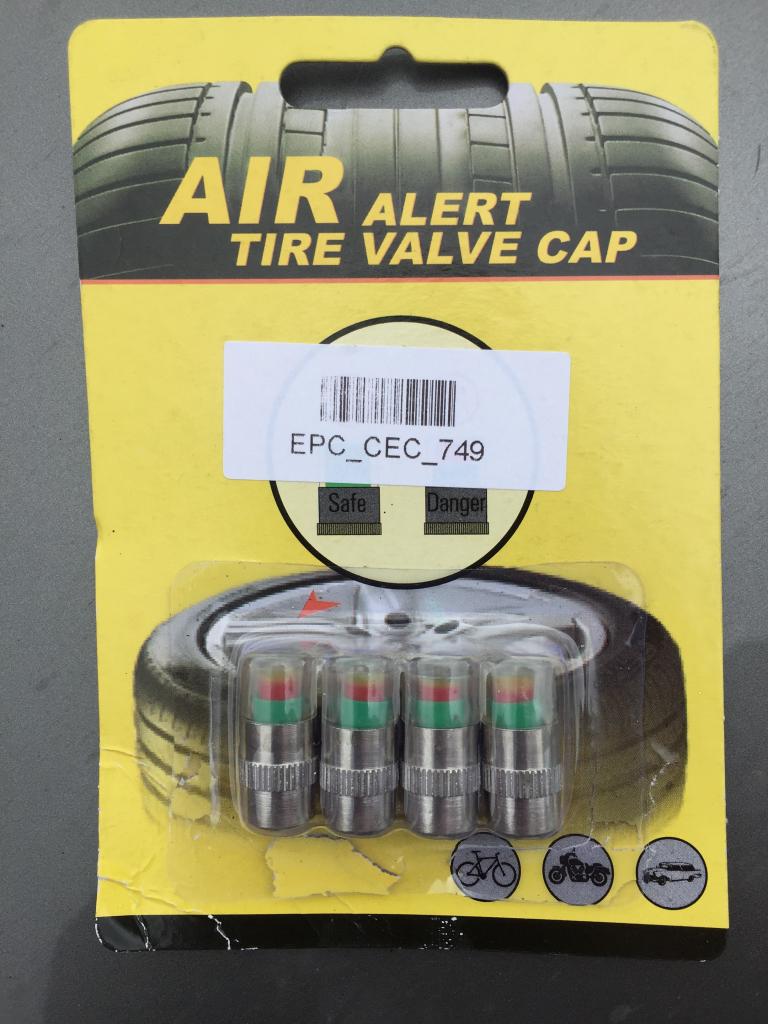 AIR ALERT
TIRE VALVE CAP
EPC_CEC_749
Safe Danger